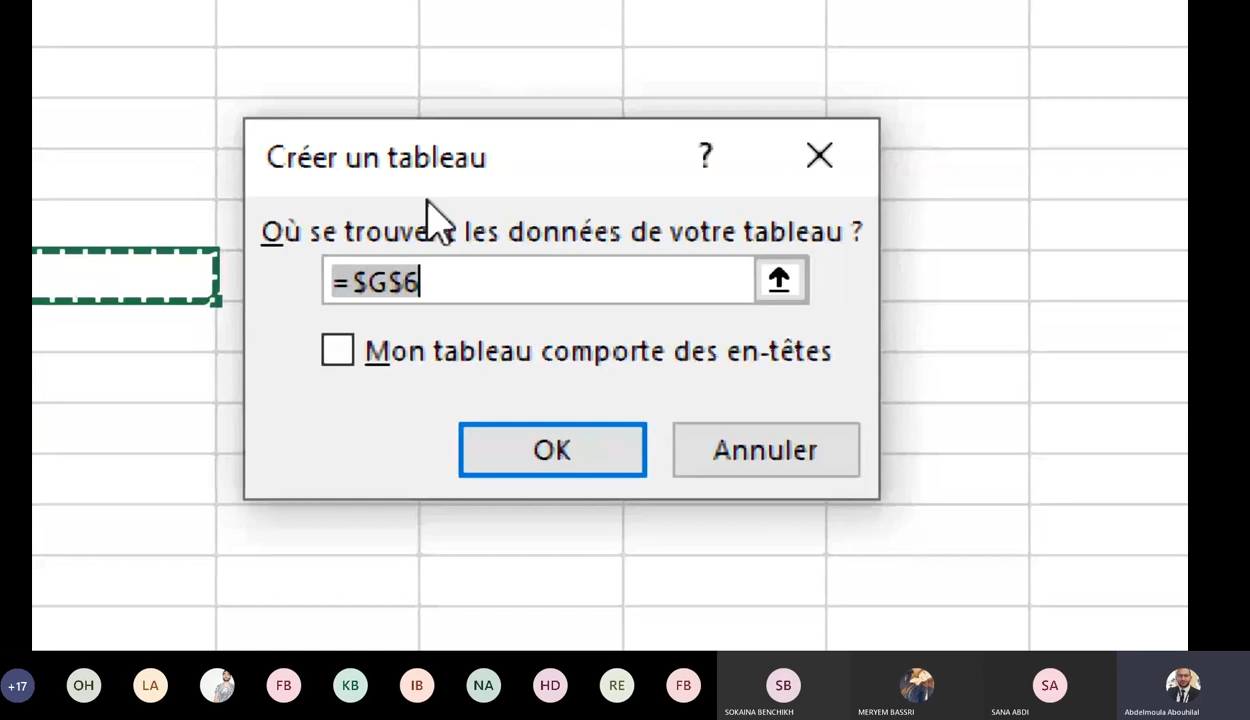 Créer un tableau ? ×
Où se trouve les données de votre tableau ?
=$G$6
Mon tableau comporte des en-têtes
OK Annuler
+17 OH LA FB KB IB NA HD RE FB SB SA
SOKAINA BENCHIKH MERYEM BASSRI SANA ABDI Abdelmoula Abouhilal